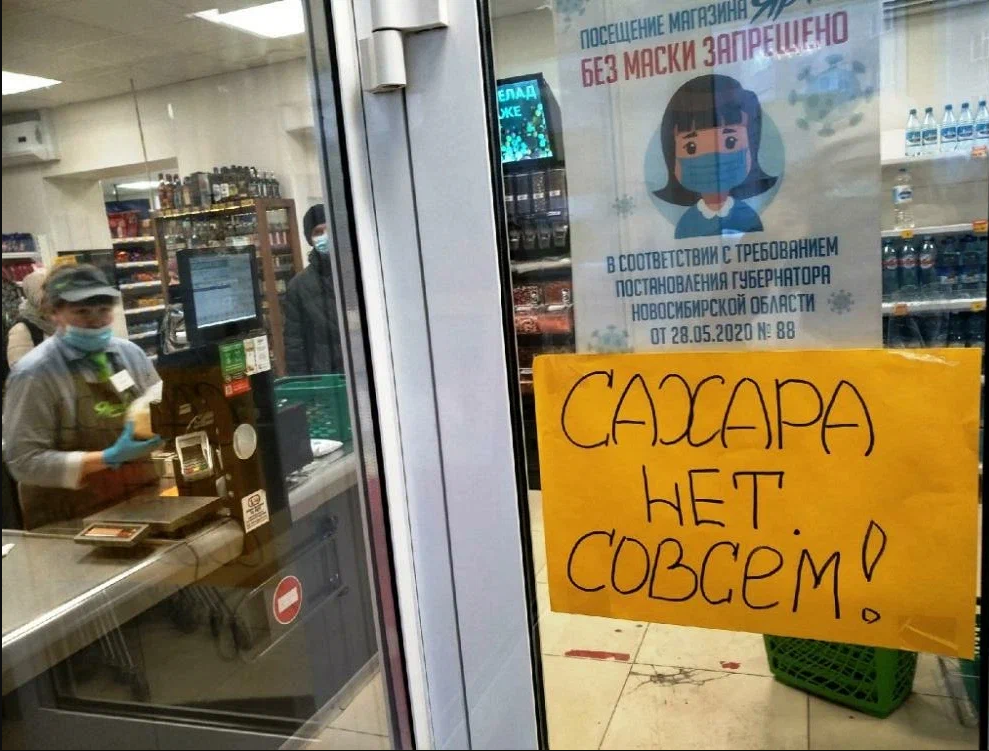 ПОСЕЩЕНИЕ МАГАЗИНА
БЕЗ МАСКИ ЗАПРЕЩЕНО
В СООТВЕТСТВИИ С ТРЕБОВАНИЕМ
ПОСТАНОВЛЕНИЯ ГУБЕРНАТОРА
НОВОСИБИРСКОЙ ОБЛАСТИ
ОТ 28.05.2020 № 88
САХАРА
НЕТ.
СОВСЕМ!